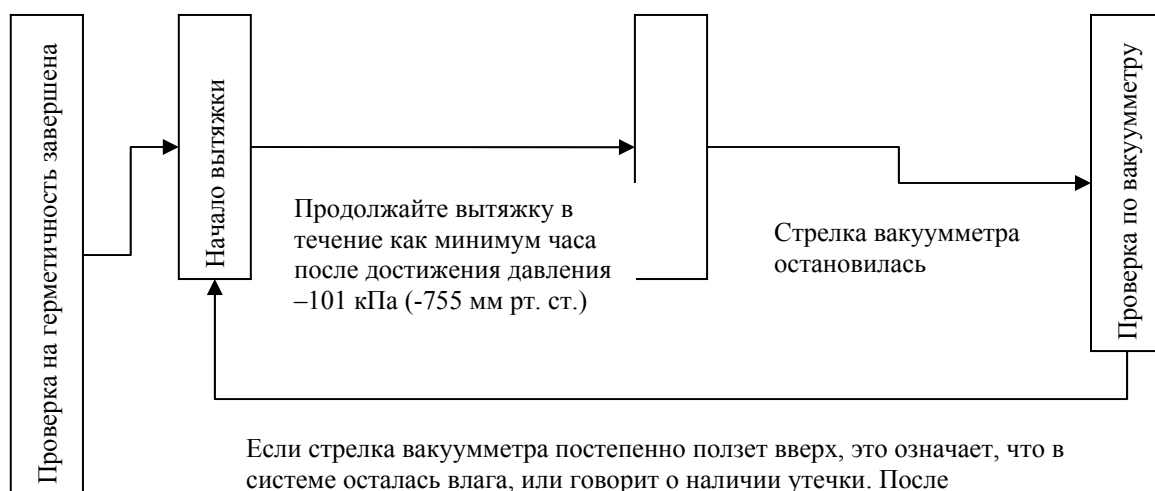 Проверка на герметичность завершена
Начало вытяжки
Продолжайте вытяжку в
течение как минимум часа
после достижения давления
–101 кПа (-755 мм рт. ст.)
Стрелка вакуумметра
остановилась
Проверка по вакуумметру
Если стрелка вакуумметра постепенно ползет вверх, это означает, что в
системе осталась влага, или говорит о наличии утечки. После